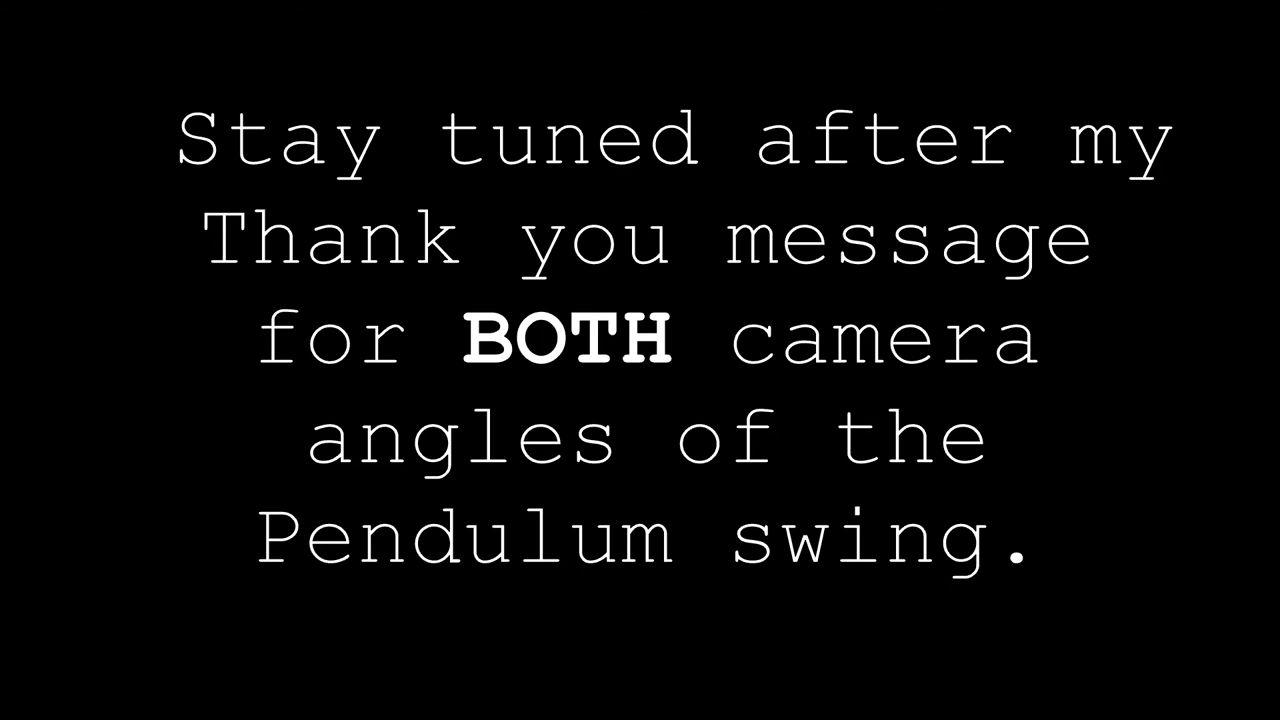 Stay tuned after my
Thank you message
for BOTH camera
angles of the
Pendulum swing.